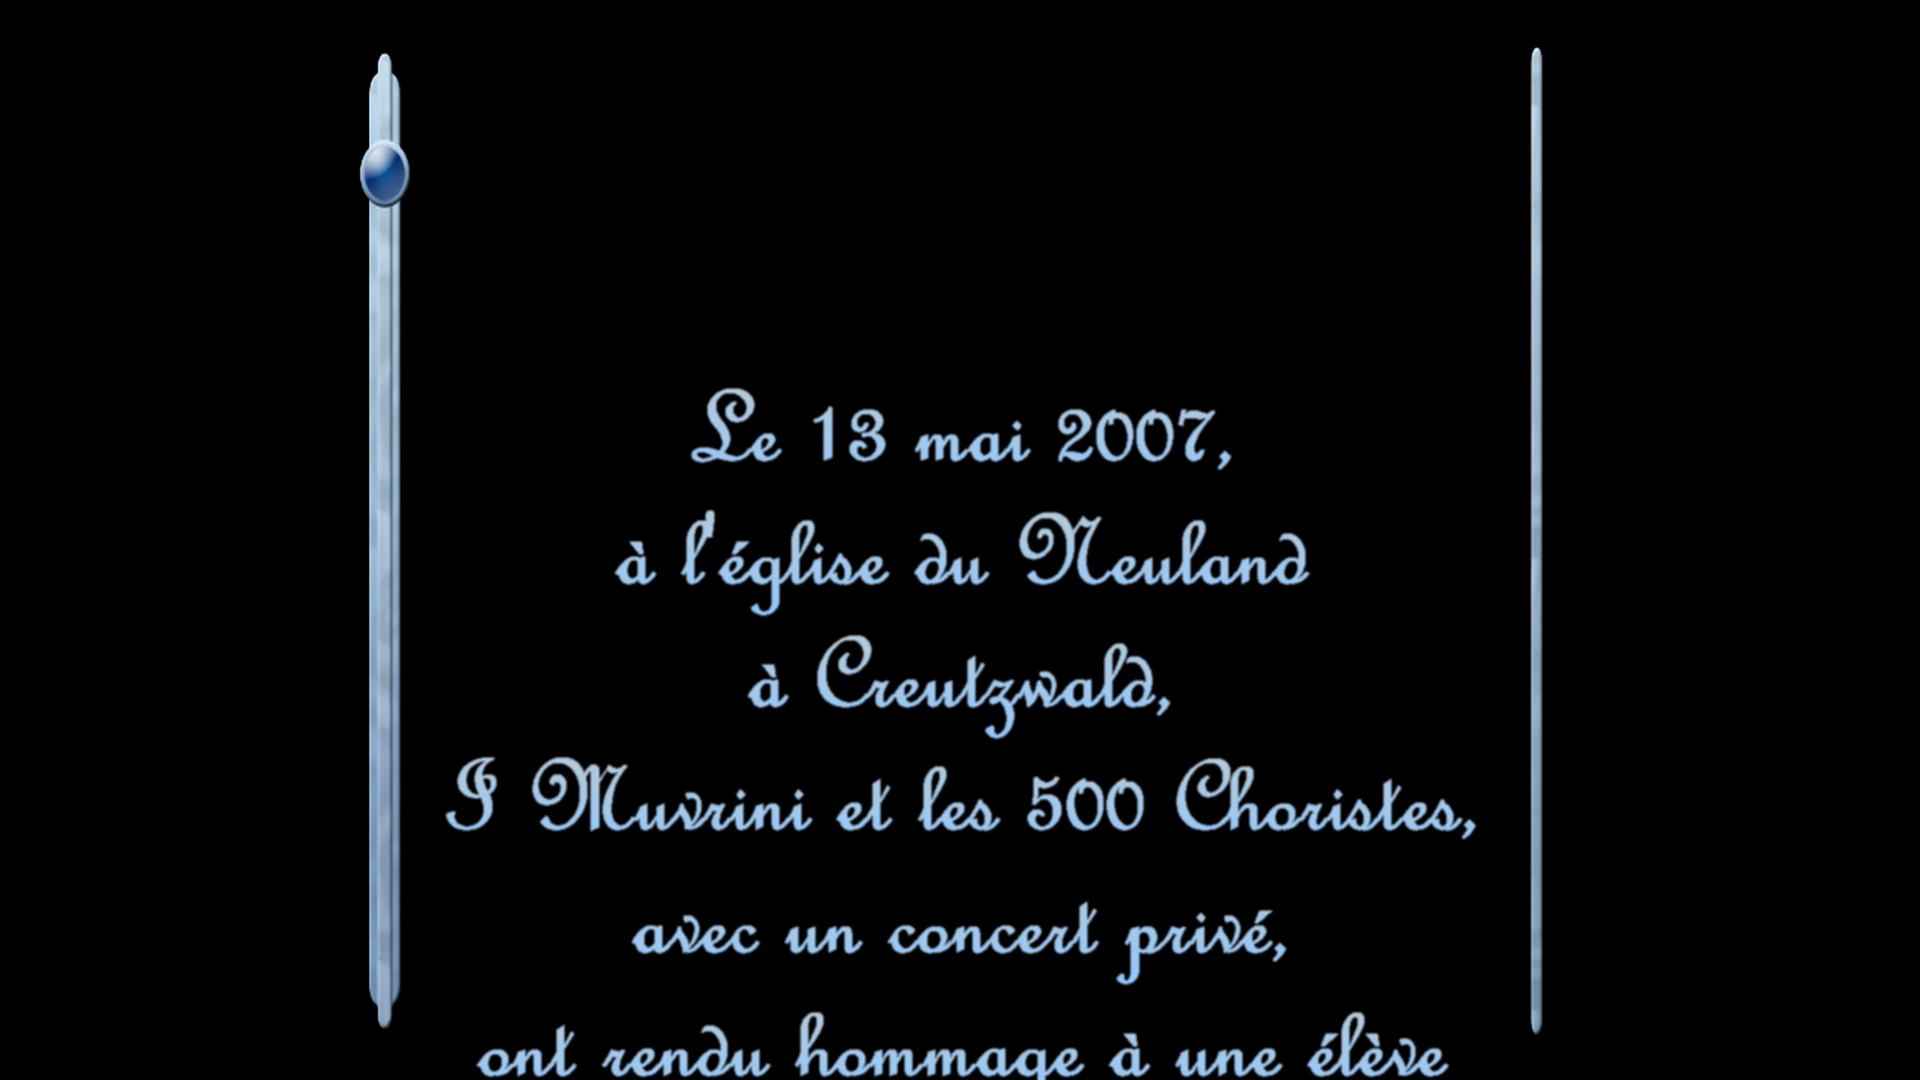 Le 13 mai 2007,
à l'église du Neuland
à Creutzwald,
I Muvrini et les 500 Choristes,
avec un concert privé,
ont rendu hommage à une élève